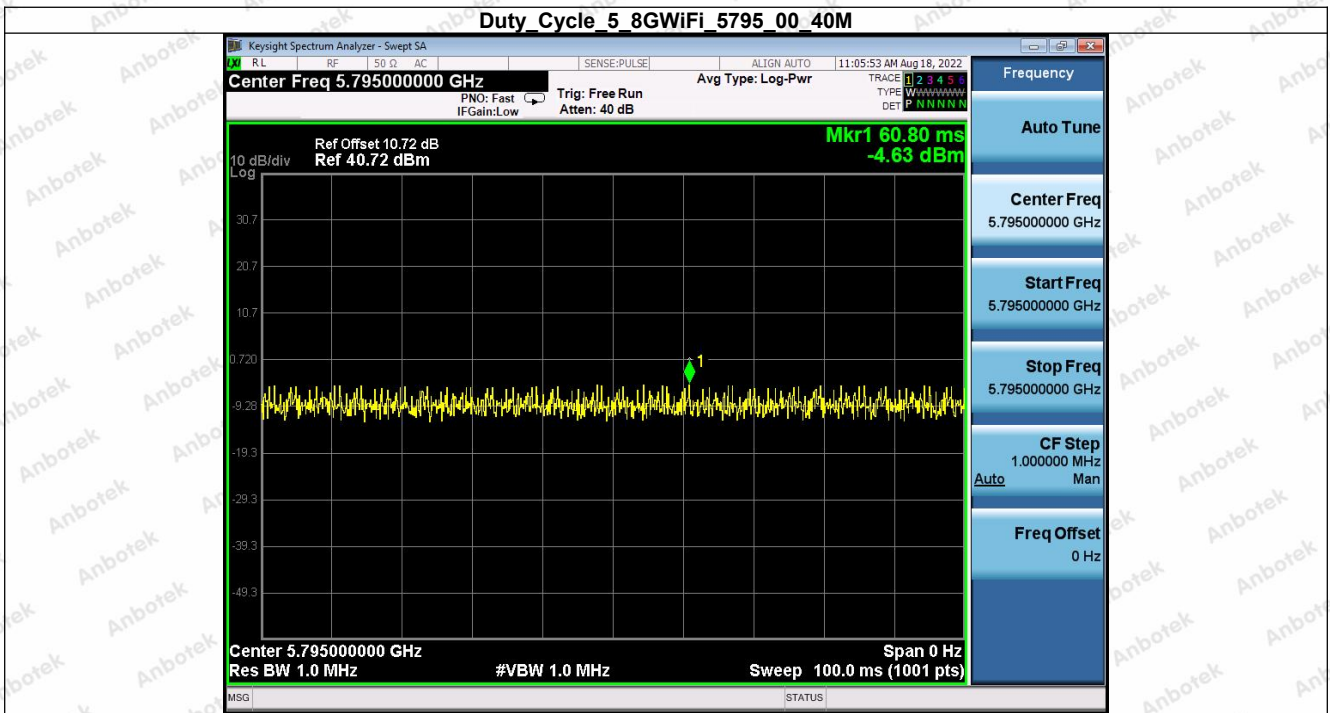 Duty_Cycle_5_8GWiFi_5795_00_40M
Keysight Spectrum Analyzer - Swept SA
LXI RL RF 50 Ω AC SENSE:PULSE ALIGN AUTO 11:05:53 AM Aug 18, 2022
Center Freq 5.795000000 GHz
PNO: Fast
IFGain:Low
Trig: Free Run
Atten: 40 dB
Avg Type: Log-Pwr
TRACE 1 2 3 4 5 6
TYPE WWWWWW
DET P N N N N N
Mkr1 60.80 ms
-4.63 dBm
Ref Offset 10.72 dB
10 dB/div Ref 40.72 dBm
Log
30.7
20.7
10.7
0.720
1
-9.28
-19.3
-29.3
-39.3
-49.3
Center 5.795000000 GHz Span 0 Hz
Res BW 1.0 MHz #VBW 1.0 MHz Sweep 100.0 ms (1001 pts)
MSG STATUS
Frequency
Auto Tune
Center Freq
5.795000000 GHz
Start Freq
5.795000000 GHz
Stop Freq
5.795000000 GHz
CF Step
1.000000 MHz
Auto Man
Freq Offset
0 Hz
Anbotek